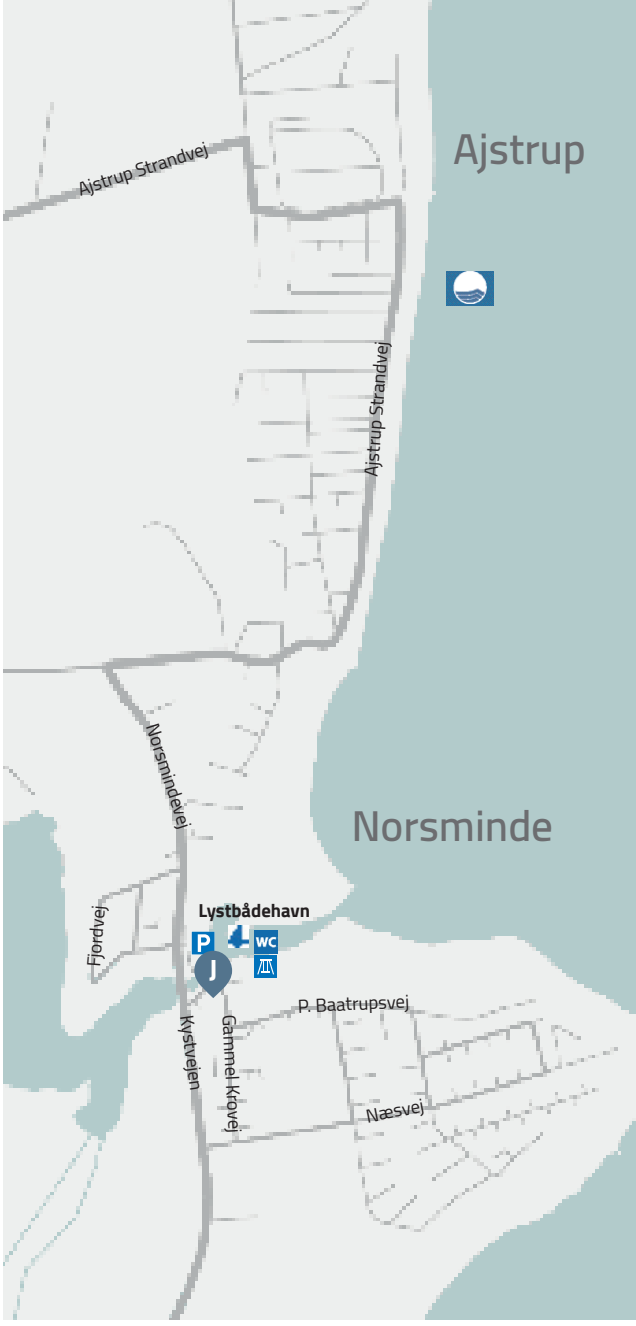 Ajstrup
Ajstrup Strandvej
Ajstrup Strandvej
Norsmindevej
Norsminde
Lystbådehavn
Fjordvej
P
WC
J
P. Baatrupsvej
Kystvejen
Gammel Krovej
Næsvej